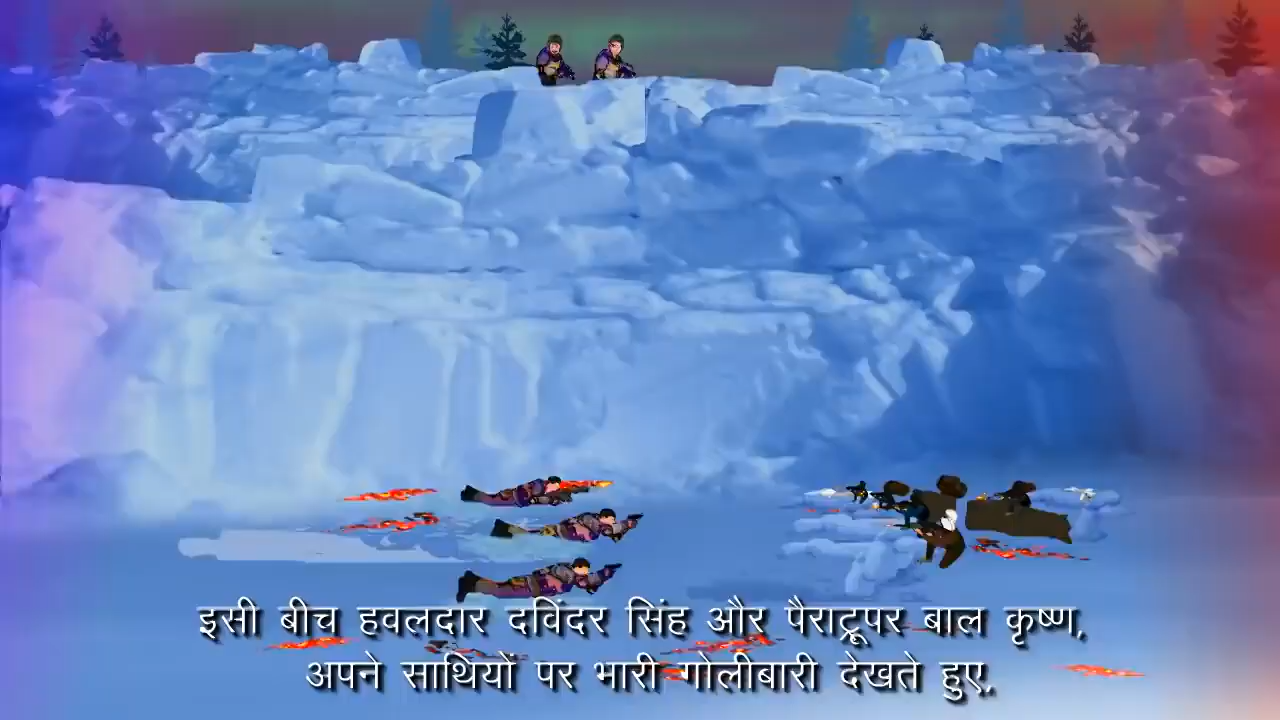 इसी बीच हवलदार दविंदर सिंह और पैराट्रूपर बाल कृष्ण,
अपने साथियों पर भारी गोलीबारी देखते हुए,